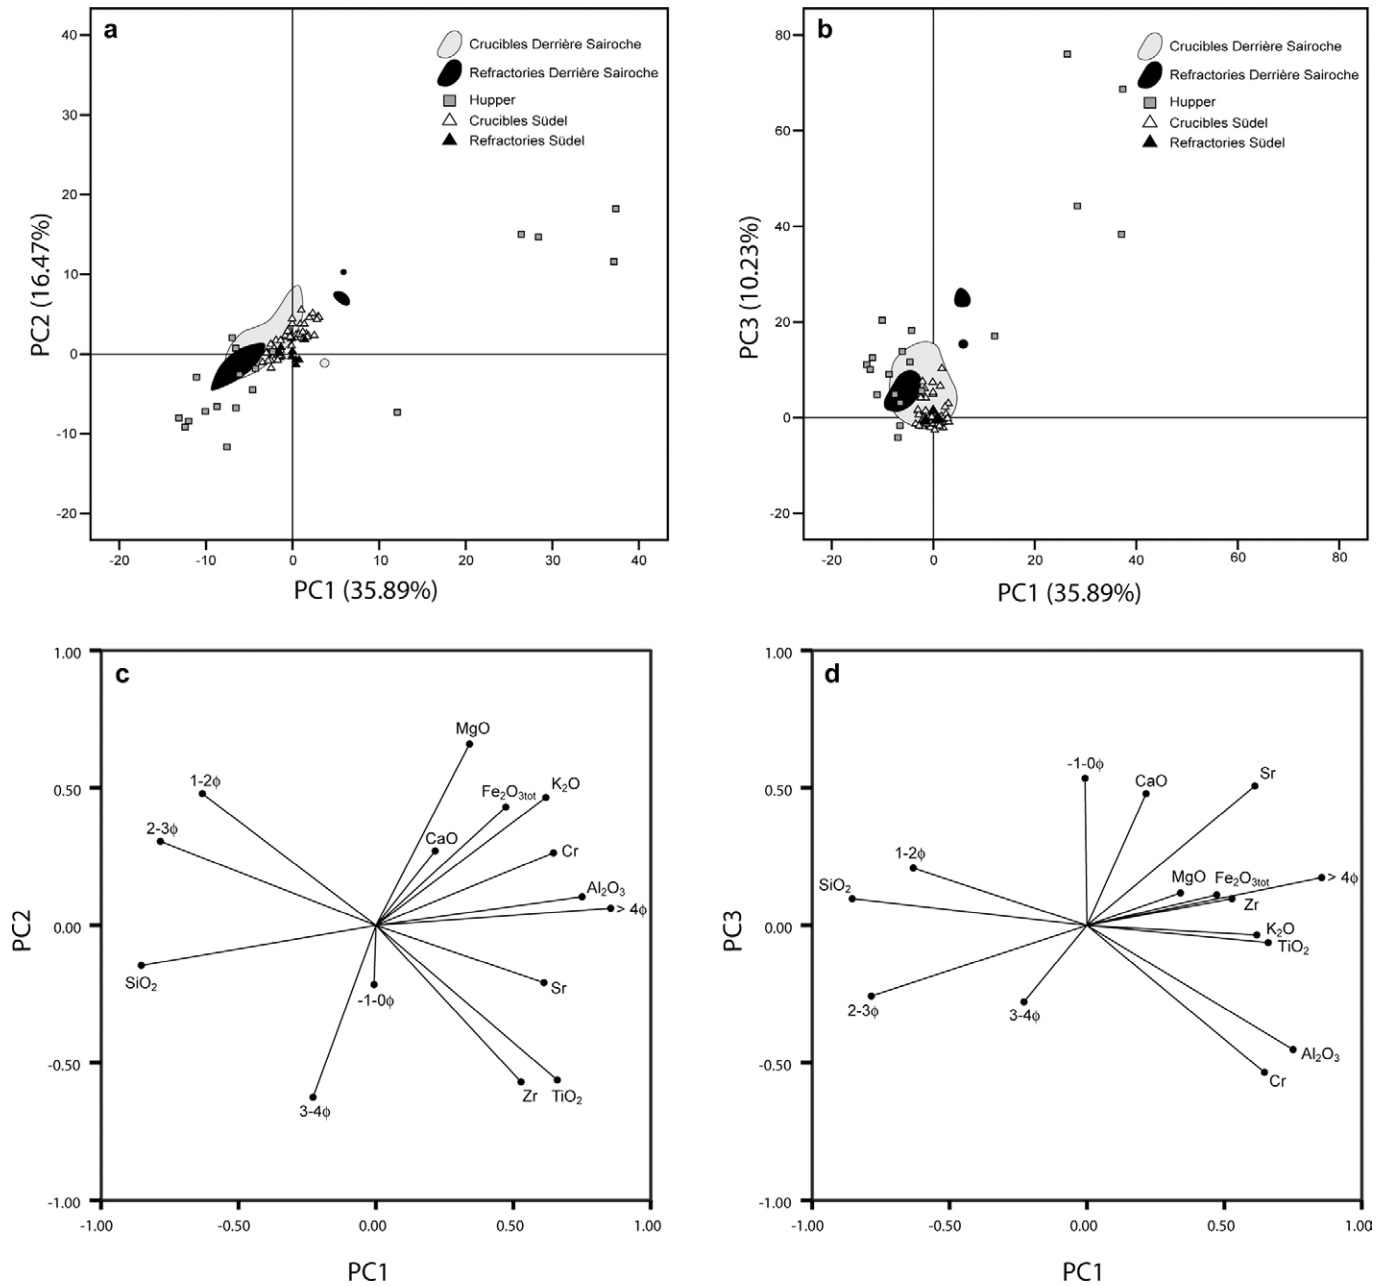 a
40
30
20
10
0
-10
-20
-20
-10
0
10
20
30
40
PC2 (16.47%)
PC1 (35.89%)
Crucibles Derrière Sairoche
Refractories Derrière Sairoche
Hupper
Crucibles Südel
Refractories Südel
b
80
60
40
20
0
-20
-20
0
20
40
60
80
PC3 (10.23%)
PC1 (35.89%)
Crucibles Derrière Sairoche
Refractories Derrière Sairoche
Hupper
Crucibles Südel
Refractories Südel
c
1.00
0.50
0.00
-0.50
-1.00
-1.00
-0.50
0.00
0.50
1.00
PC2
PC1
MgO
1-2ϕ
K₂O
Fe₂O₃tot
2-3ϕ
CaO
Cr
Al₂O₃
> 4ϕ
SiO₂
Sr
-1-0ϕ
Zr
TiO₂
3-4ϕ
d
1.00
0.50
0.00
-0.50
-1.00
-1.00
-0.50
0.00
0.50
1.00
PC3
PC1
-1-0ϕ
CaO
Sr
1-2ϕ
SiO₂
MgO
Fe₂O₃tot
> 4ϕ
Zr
K₂O
TiO₂
2-3ϕ
3-4ϕ
Al₂O₃
Cr